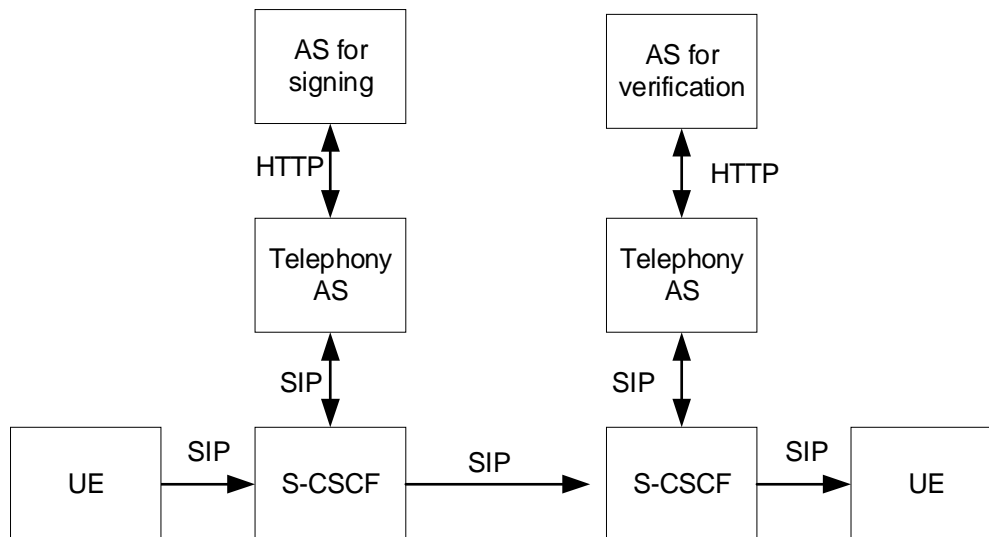 AS for
signing
AS for
verification
HTTP
HTTP
Telephony
AS
Telephony
AS
SIP
SIP
UE
SIP
S-CSCF
SIP
S-CSCF
SIP
UE